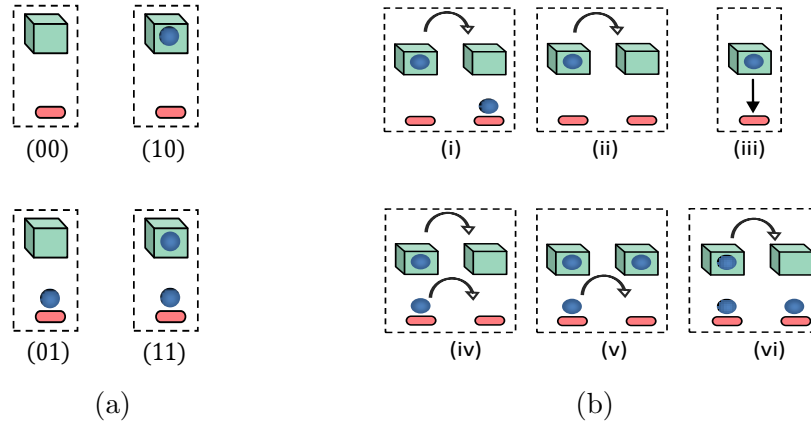 (00) (10)
(i) (ii) (iii)
(01) (11)
(iv) (v) (vi)
(a) (b)